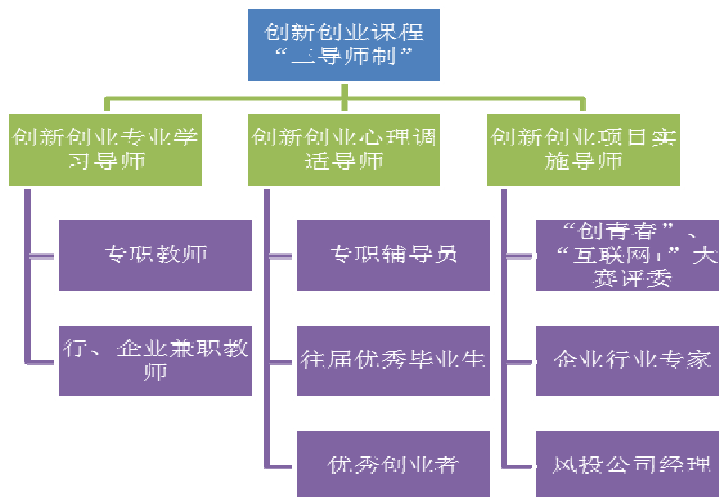 创新创业课程
“三导师制”
创新创业专业学
习导师
创新创业心理调
适导师
创新创业项目实
施导师
专职教师
行、企业兼职教
师
专职辅导员
往届优秀毕业生
优秀创业者
“创青春”、
“互联网+”大
赛评委
企业行业专家
风投公司经理